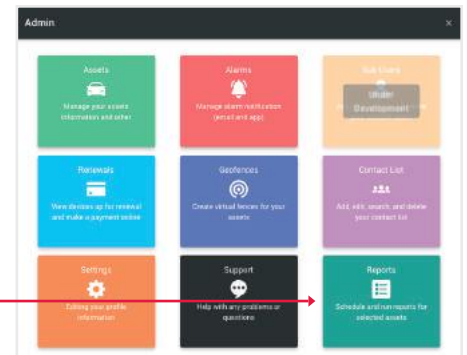 Admin
×
Assets
Manage your assets
information and other
Alarms
Manage alarm notification
(email and app)
Under
Development
Renewals
View devices up for renewal
and make a payment online
Geofences
Create virtual fences for your
assets
Contact List
Add, edit, search, and delete
your contact list
Settings
Editing your profile
information
Support
Help with any problems or
questions
Reports
Schedule and run reports for
selected assets